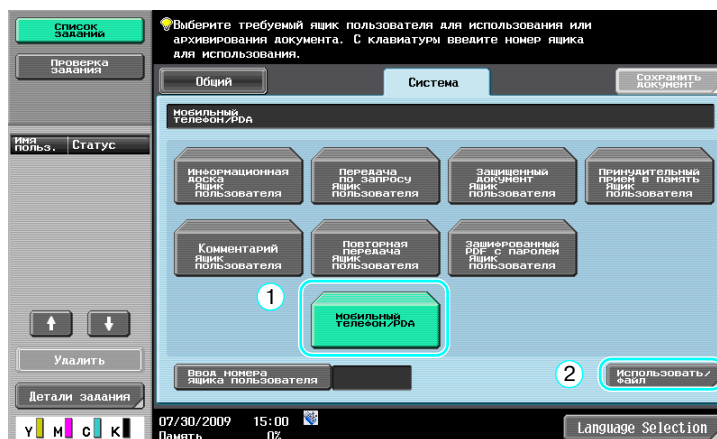 Список
заданий
Выберите требуемый ящик пользователя для использования или
архивирования документа. С клавиатуры введите номер ящика
для использования.
Проверка
задания
Общий
Система
Сохранить
документ
Мобильный
телефон/PDA
Имя
польз.
Статус
Информационная
доска
Ящик
пользователя
Передача
по запросу
Ящик
пользователя
Защищенный
документ
Ящик
пользователя
Принудительный
прием в память
Ящик
пользователя
Комментарий
Ящик
пользователя
Повторная
передача
Ящик
пользователя
Зашифрованный
PDF с паролем
Ящик
пользователя
1
Мобильный
телефон/PDA
Удалить
Ввод номера
ящика пользователя
2
Использовать/
файл
Детали задания
Y M C K
07/30/2009 15:00
Память 0%
Language Selection